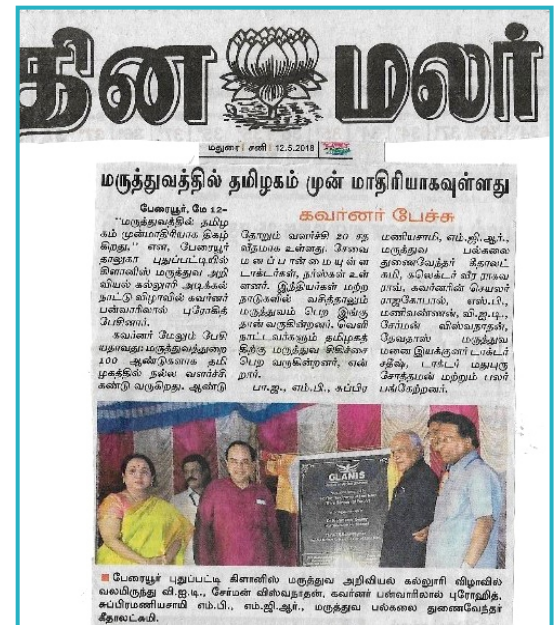 தின மலர்
மதுரை | சனி | 12.5.2018
மருத்துவத்தில் தமிழகம் முன் மாதிரியாகவுள்ளது
கவர்னர் பேச்சு
பேரையூர், மே 12–
"மருத்துவத்தில் தமிழ
கம் முன்மாதிரியாக திகழ்
கிறது,'' என, பேரையூர்
தாலுகா புதுப்பட்டியில்
கிளானிஸ் மருத்துவ அறி
வியல் கல்லூரி அடிக்கல்
நாட்டு விழாவில் கவர்னர்
பன்வாரிலால் புரோகித்
பேசினார்.
கவர்னர் மேலும் பேசி
யதாவது: மருத்துவத்துறை
100 ஆண்டுகளாக தமி
ழகத்தில் நல்ல வளர்ச்சி
கண்டு வருகிறது. ஆண்டு
தோறும் வளர்ச்சி 20 சத
வீதமாக உள்ளது. சேவை
மனப்பான்மையுள்ள
டாக்டர்கள், நர்ஸ்கள் உள்
ளனர். இந்தியர்கள் மற்ற
நாடுகளில் வசித்தாலும்
மருத்துவம் பெற இங்கு
தான் வருகின்றனர். வெளி
நாட்டவர்களும் தமிழகத்
திற்கு மருத்துவ சிகிச்சை
பெற வருகின்றனர், என்
றார்.
பா.ஜ., எம்.பி., சுப்பிர
மணியசாமி, எம்.ஜி.ஆர்.,
மருத்துவ பல்கலை
துணைவேந்தர் கீதாலட்
சுமி, கலெக்டர் வீர ராகவ
ராவ், கவர்னரின் செயலர்
ராஜகோபால், எஸ்.பி.,
மணிவண்ணன், வி.ஐ.டி.,
சேர்மன் விஸ்வநாதன்,
தேவதாஸ் மருத்துவ
மனை இயக்குனர் டாக்டர்
சதீஷ், டாக்டர் மதுபுரு
சோத்தமன் மற்றும் பலர்
பங்கேற்றனர்.
GLANIS
பேரையூர் புதுப்பட்டி கிளானிஸ் மருத்துவ அறிவியல் கல்லூரி விழாவில்
வலமிருந்து வி.ஐ.டி., சேர்மன் விஸ்வநாதன், கவர்னர் பன்வாரிலால் புரோஹித்,
சுப்பிரமணியசாமி எம்.பி., எம்.ஜி.ஆர்., மருத்துவ பல்கலை துணைவேந்தர்
கீதாலட்சுமி.